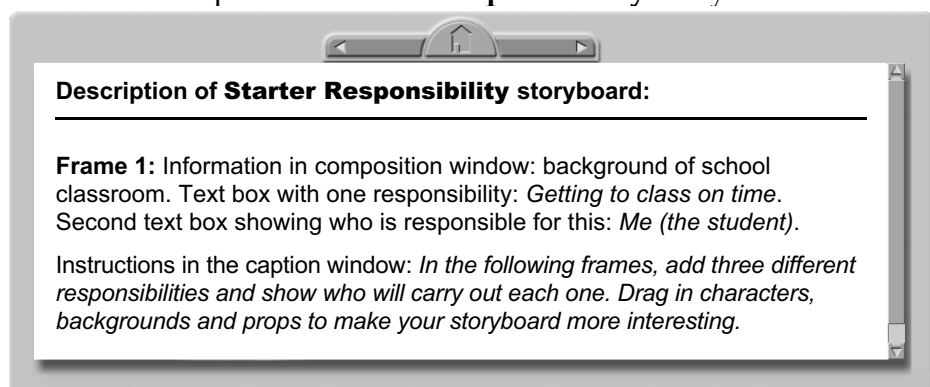 Description of Starter Responsibility storyboard:
Frame 1: Information in composition window: background of school
classroom. Text box with one responsibility: Getting to class on time.
Second text box showing who is responsible for this: Me (the student).
Instructions in the caption window: In the following frames, add three different
responsibilities and show who will carry out each one. Drag in characters,
backgrounds and props to make your storyboard more interesting.